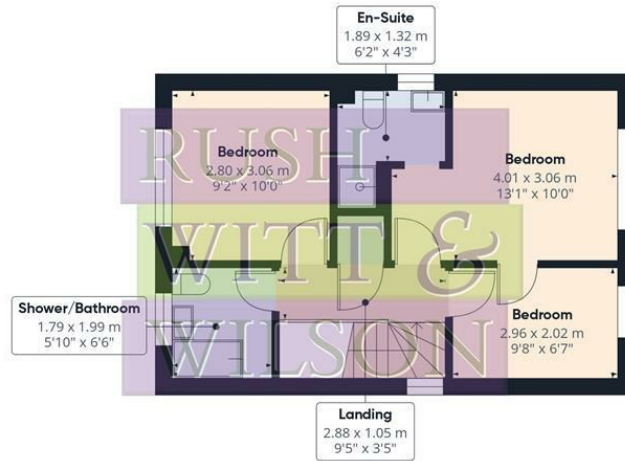 En-Suite
1.89 x 1.32 m
6'2" x 4'3"
Bedroom
2.80 x 3.06 m
9'2" x 10'0"
Bedroom
4.01 x 3.06 m
13'1" x 10'0"
RUSH
WITT &
WILSON
Shower/Bathroom
1.79 x 1.99 m
5'10" x 6'6"
Bedroom
2.96 x 2.02 m
9'8" x 6'7"
Landing
2.88 x 1.05 m
9'5" x 3'5"